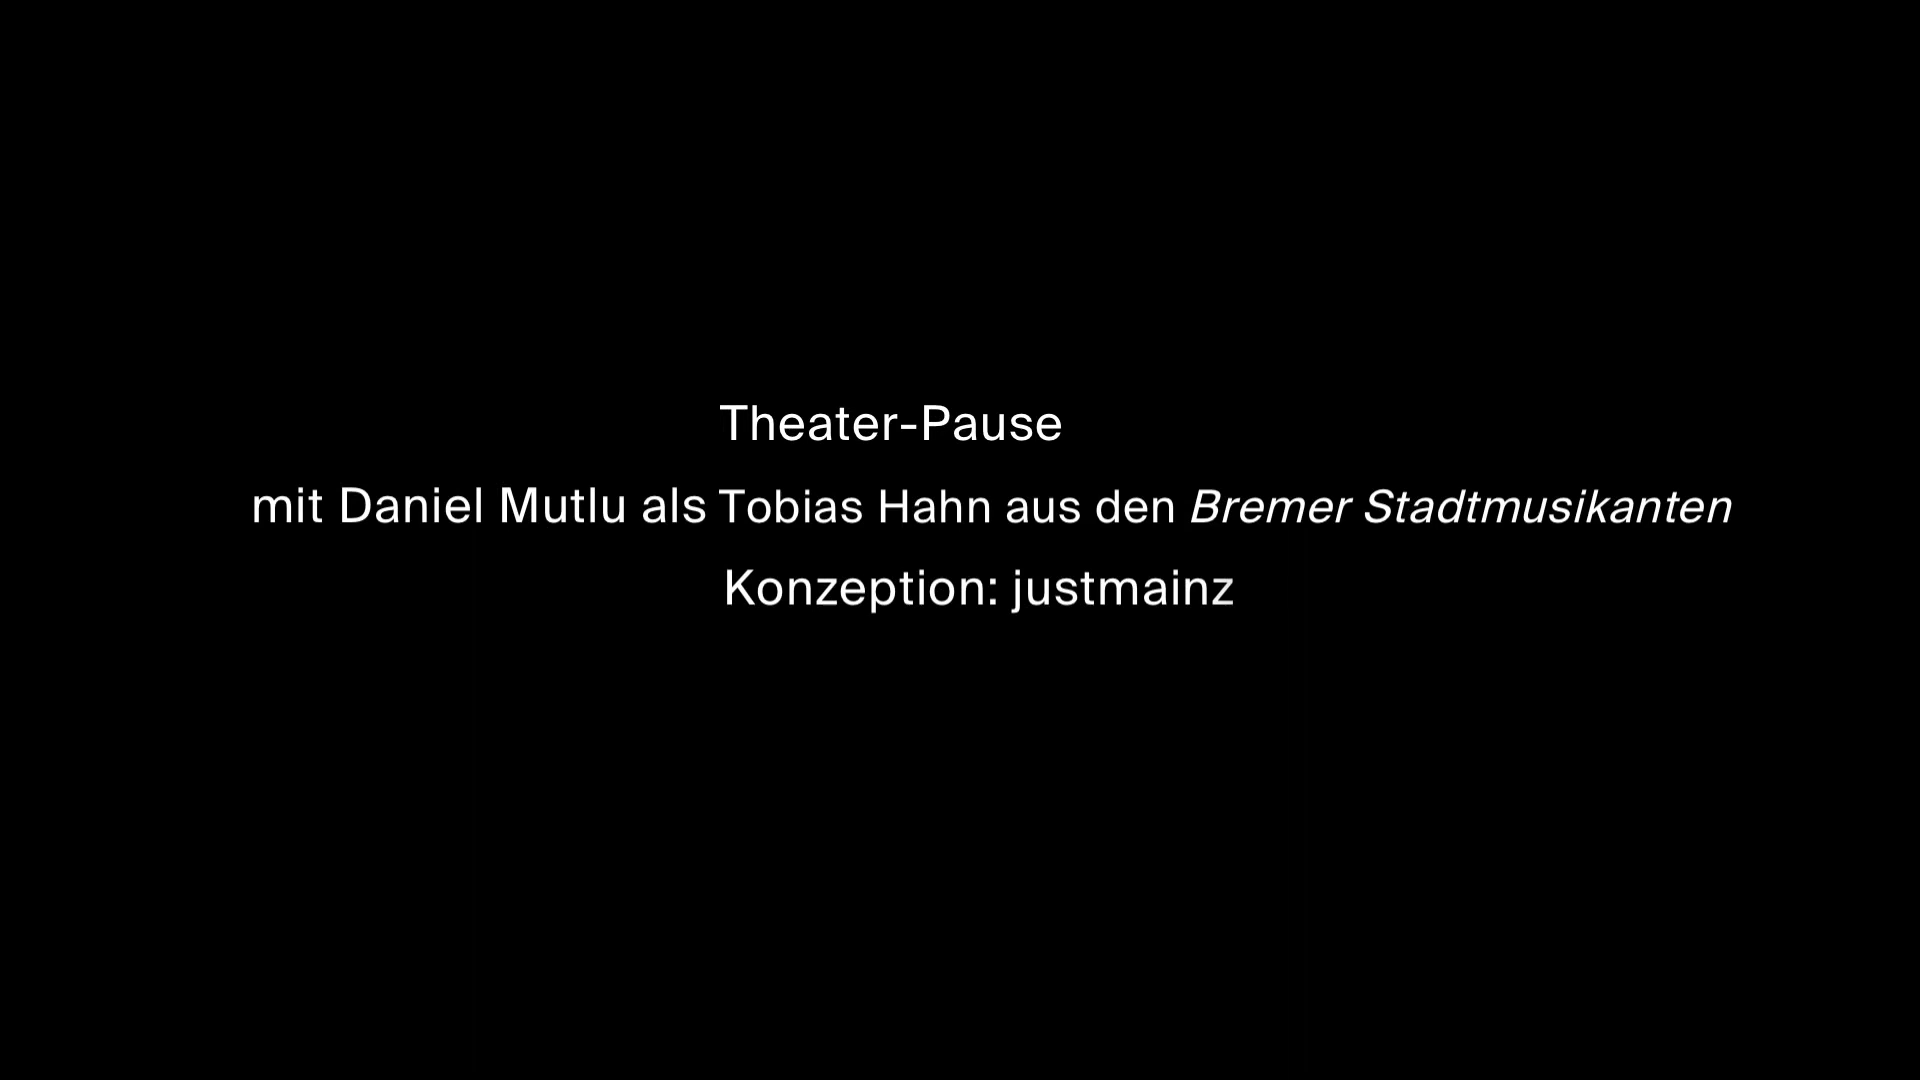 Theater-Pause
mit Daniel Mutlu als Tobias Hahn aus den Bremer Stadtmusikanten
Konzeption: justmainz